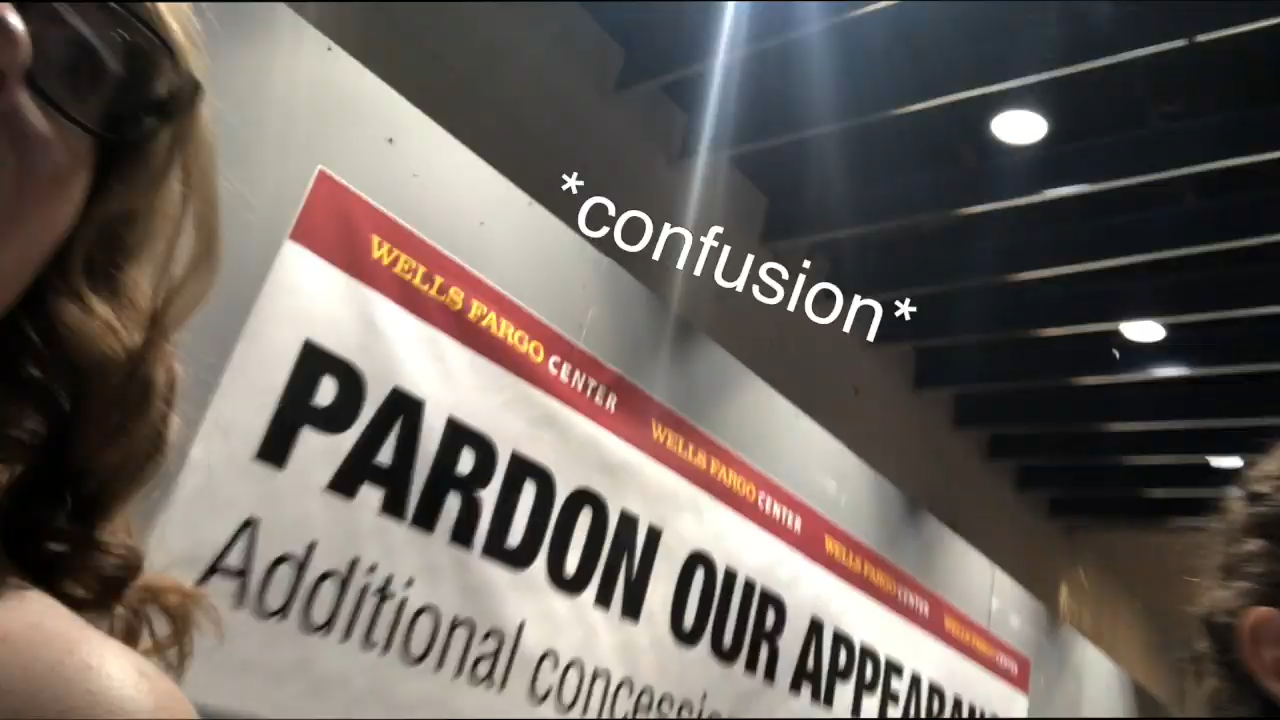 *confusion*
WELLS FARGO CENTER WELLS FARGO CENTER WELLS FARGO CENTER WELLS FARGO CENTER
PARDON OUR
Additional